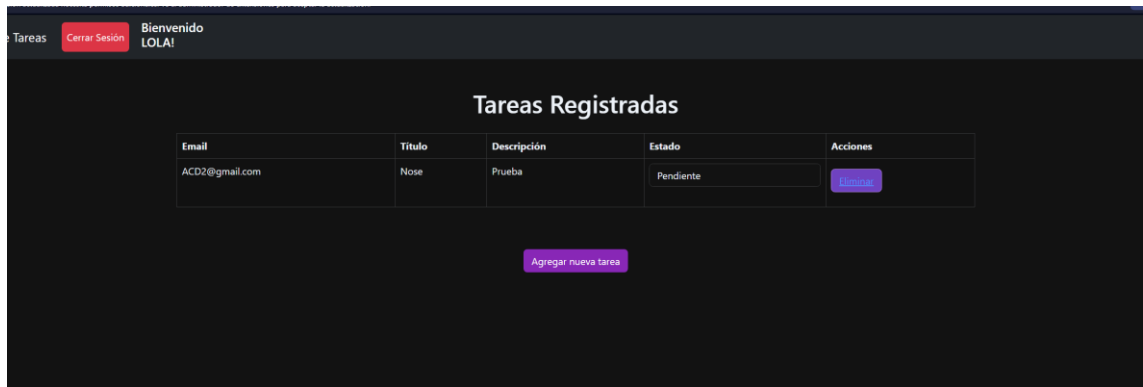 Tareas
Cerrar Sesión
Bienvenido
LOLA!
Tareas Registradas
Email Título Descripción Estado Acciones
ACD2@gmail.com Nose Prueba Pendiente Eliminar
Agregar nueva tarea